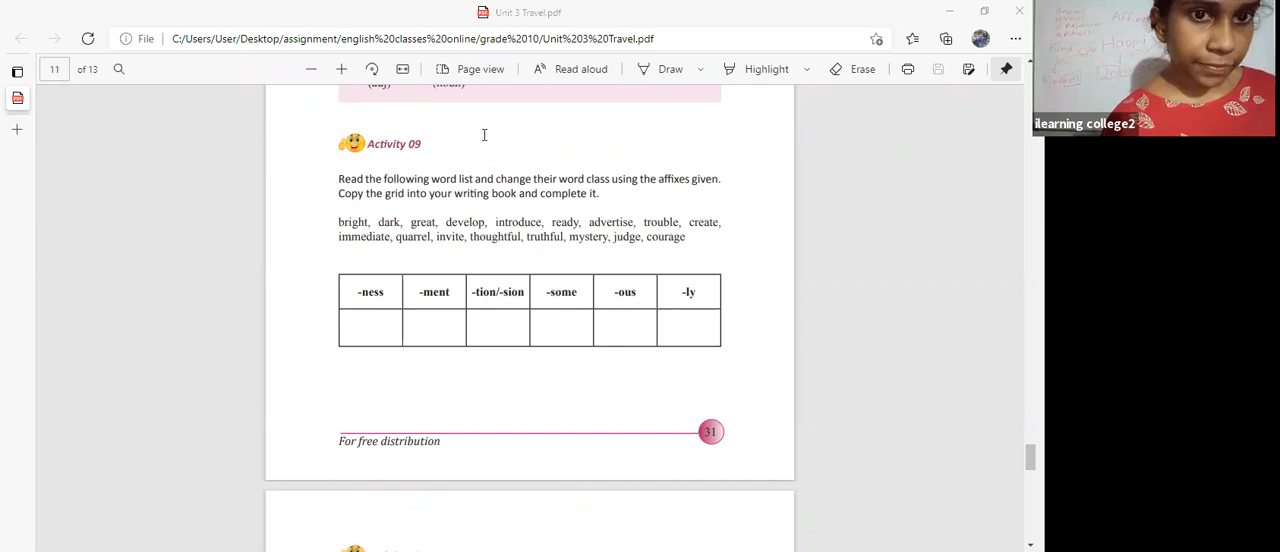 Unit 3 Travel.pdf
File C:/Users/User/Desktop/assignment/english%20classes%20online/grade%2010/Unit%203%20Travel.pdf
11 of 13 Page view Read aloud Draw Highlight Erase
(adj) (noun)
Activity 09
Read the following word list and change their word class using the affixes given.
Copy the grid into your writing book and complete it.
bright, dark, great, develop, introduce, ready, advertise, trouble, create,
immediate, quarrel, invite, thoughtful, truthful, mystery, judge, courage
-ness -ment -tion/-sion -some -ous -ly
31
For free distribution
Happy
ilearning college2